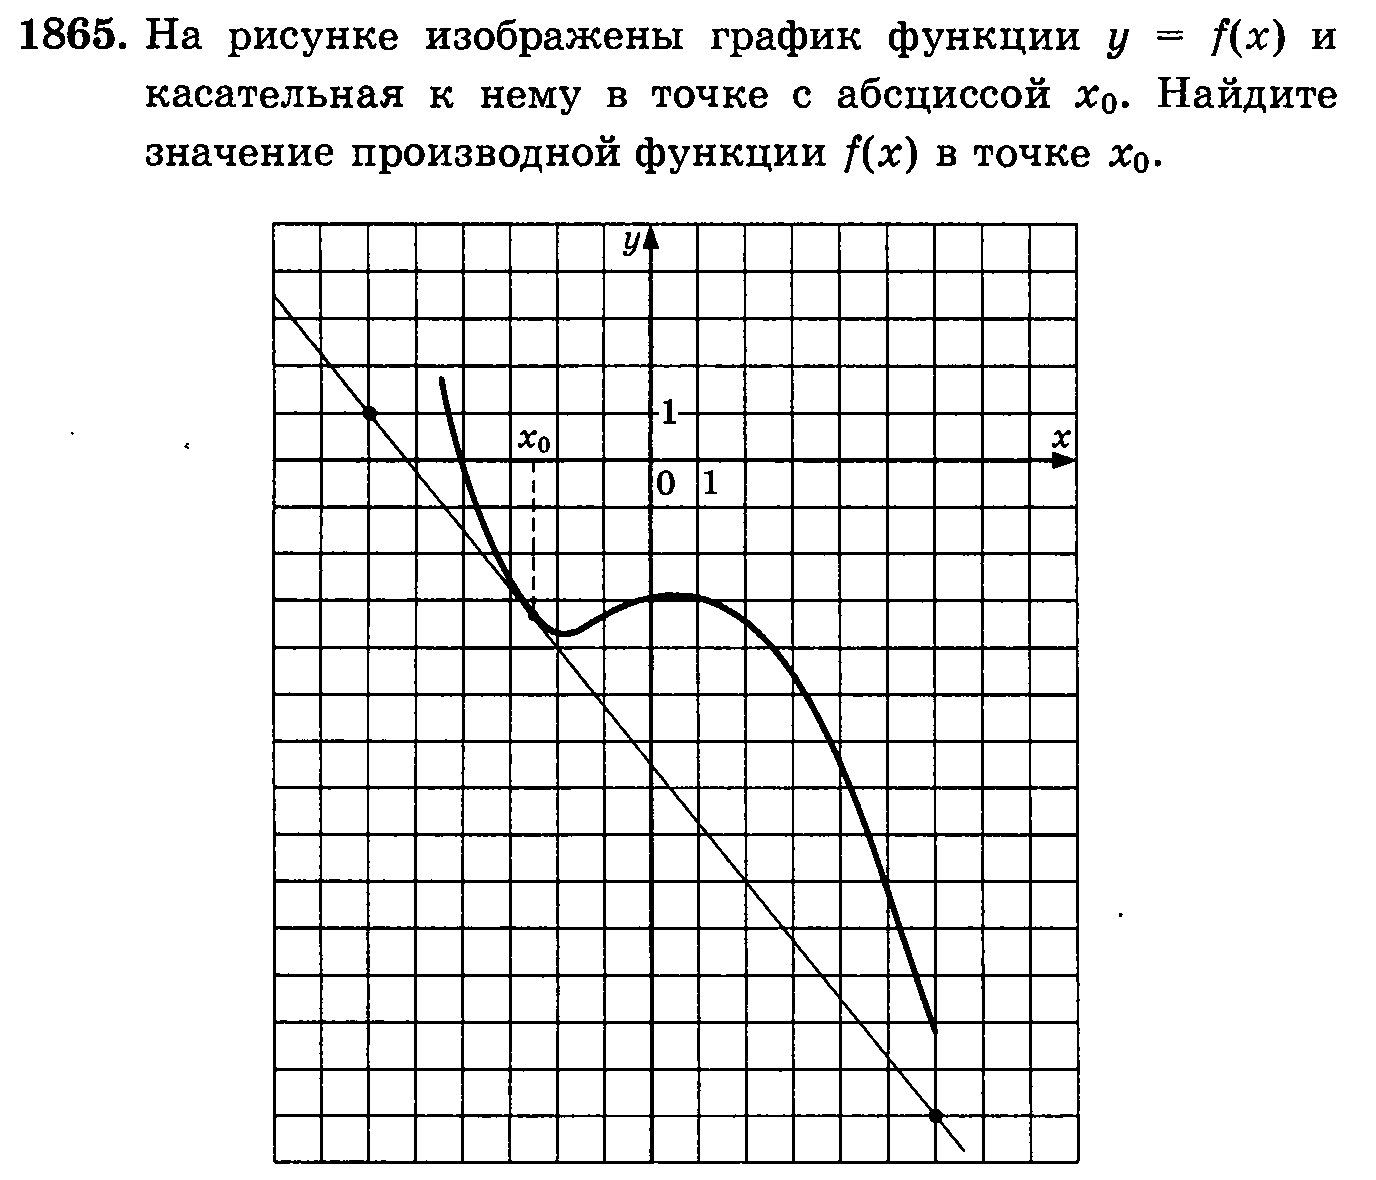 1865. На рисунке изображены график функции y = f(x) и
касательная к нему в точке с абсциссой x₀. Найдите
значение производной функции f(x) в точке x₀.
y
1
x₀
x
0 1